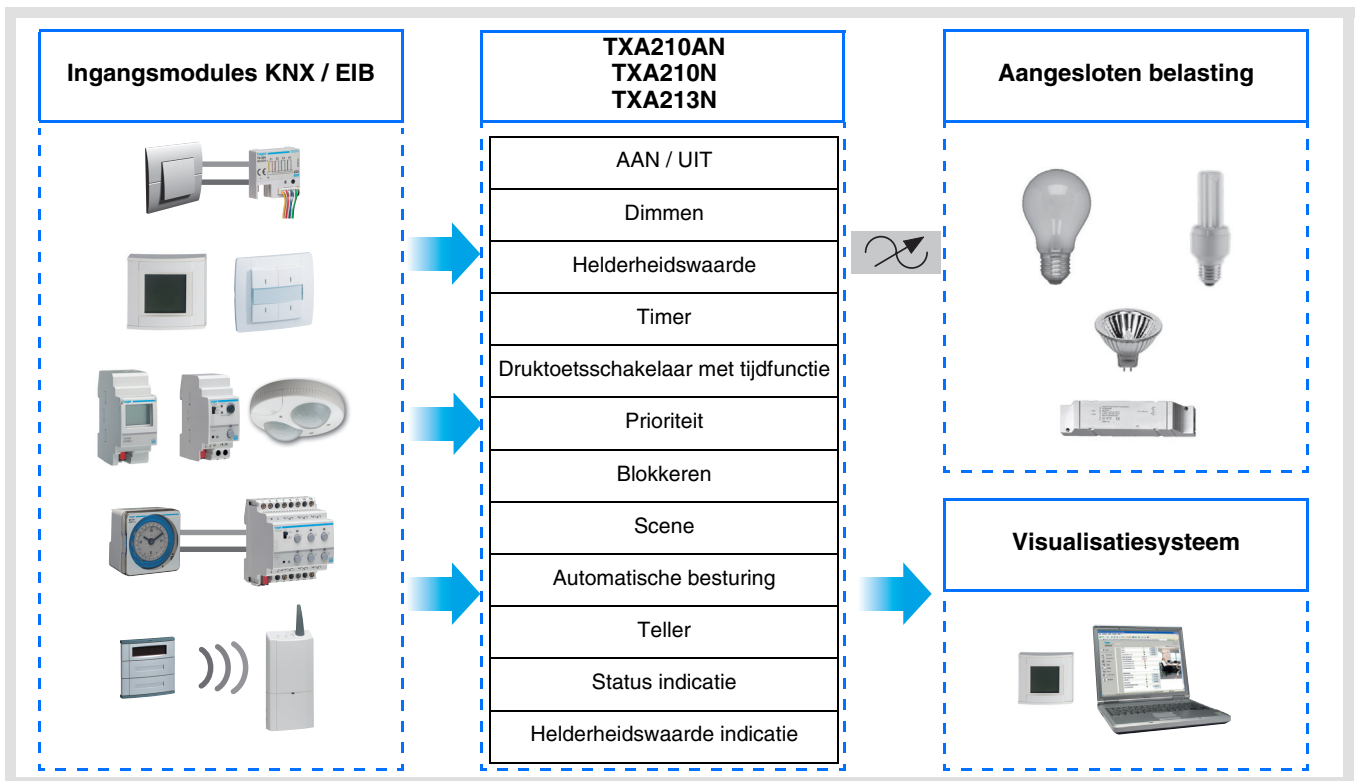 Ingangsmodules KNX / EIB
TXA210AN
TXA210N
TXA213N
AAN / UIT
Dimmen
Helderheidswaarde
Timer
Druktoetsschakelaar met tijdfunctie
Prioriteit
Blokkeren
Scene
Automatische besturing
Teller
Status indicatie
Helderheidswaarde indicatie
Aangesloten belasting
Visualisatiesysteem